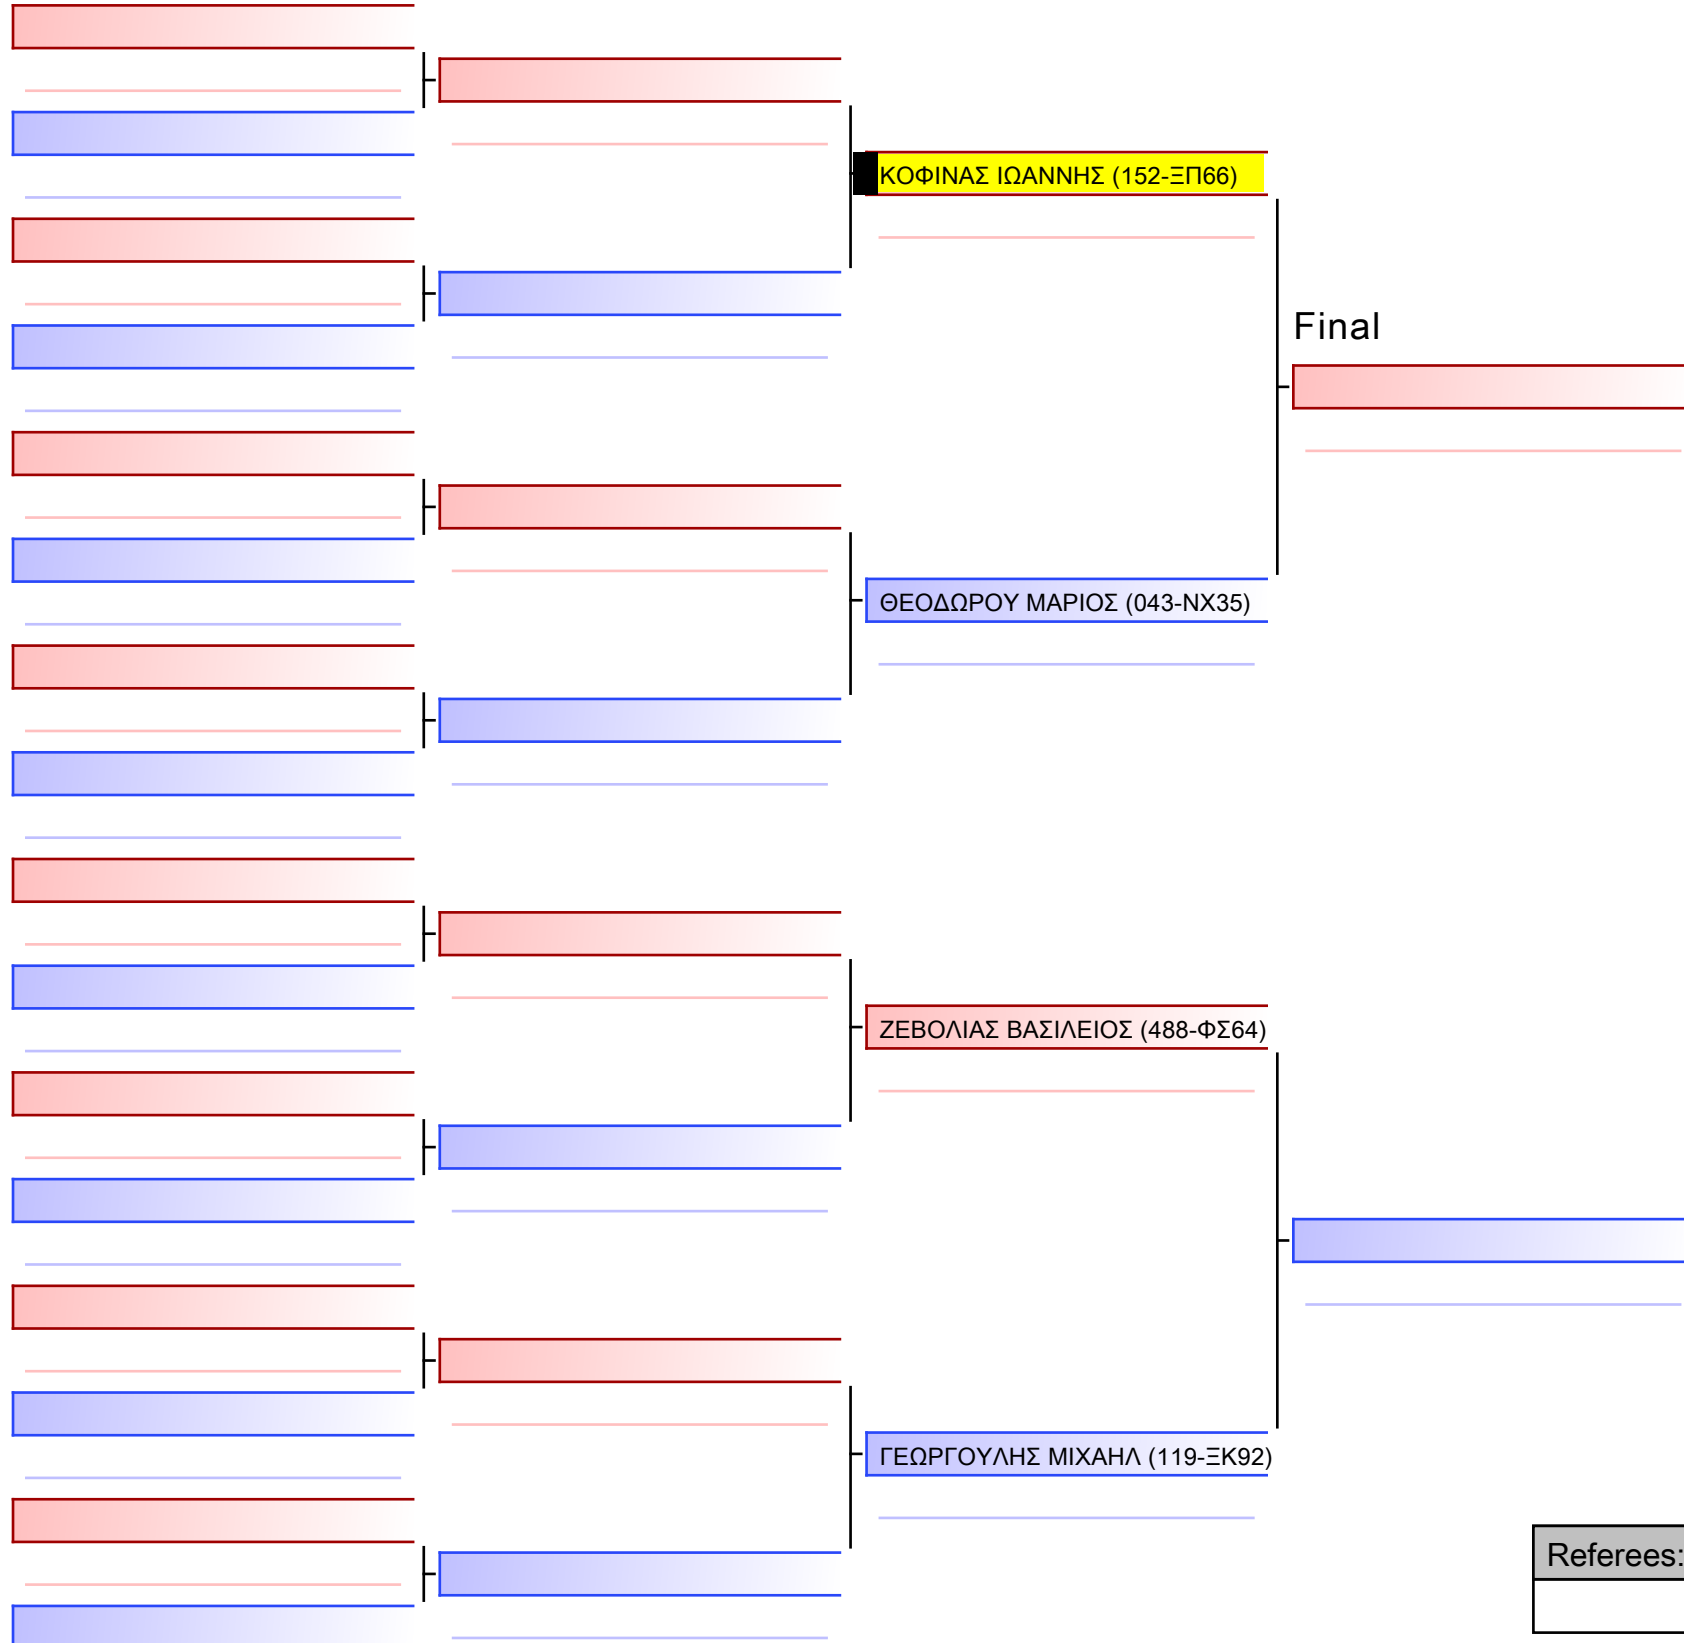 ΚΟΦΙΝΑΣ ΙΩΑΝΝΗΣ (152-ΞΠ66)
Final
ΘΕΟΔΩΡΟΥ ΜΑΡΙΟΣ (043-ΝΧ35)
ΖΕΒΟΛΙΑΣ ΒΑΣΙΛΕΙΟΣ (488-ΦΣ64)
ΓΕΩΡΓΟΥΛΗΣ ΜΙΧΑΗΛ (119-ΞΚ92)
Referees: